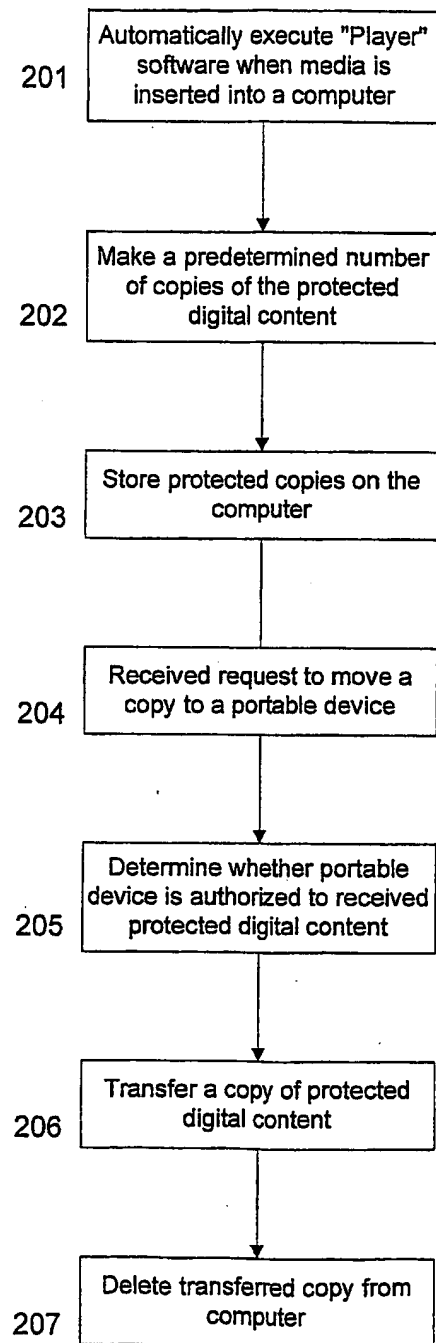 Automatically execute "Player"
software when media is
inserted into a computer
201
Make a predetermined number
of copies of the protected
digital content
202
Store protected copies on the
computer
203
Received request to move a
copy to a portable device
204
Determine whether portable
device is authorized to received
protected digital content
205
Transfer a copy of protected
digital content
206
Delete transferred copy from
computer
207